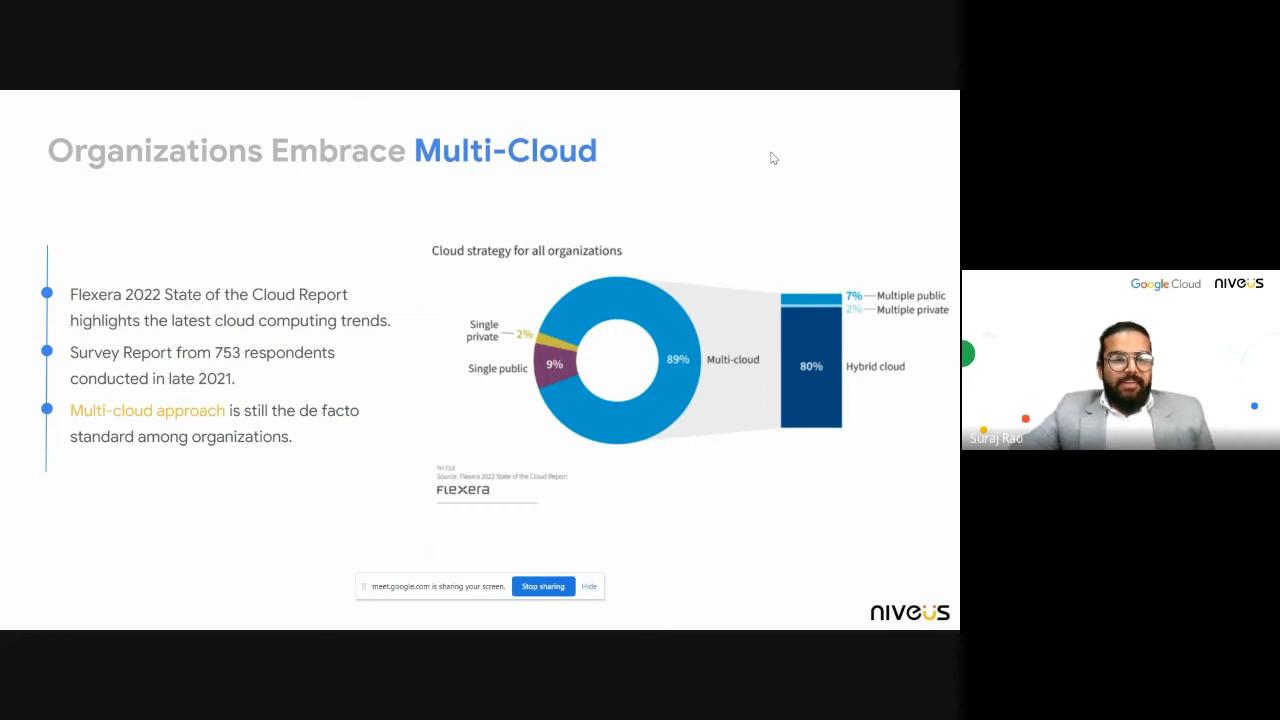 Organizations Embrace Multi-Cloud
Flexera 2022 State of the Cloud Report
highlights the latest cloud computing trends.
Survey Report from 753 respondents
conducted in late 2021.
Multi-cloud approach is still the de facto
standard among organizations.
Cloud strategy for all organizations
Single
private
2%
Single public
9%
89%
Multi-cloud
7%
Multiple public
2%
Multiple private
80%
Hybrid cloud
N=753
Source: Flexera 2022 State of the Cloud Report
FLEXERA
meet.google.com is sharing your screen.
Stop sharing
Hide
NIVEÜS
Google Cloud
NIVEÜS
Suraj Rao